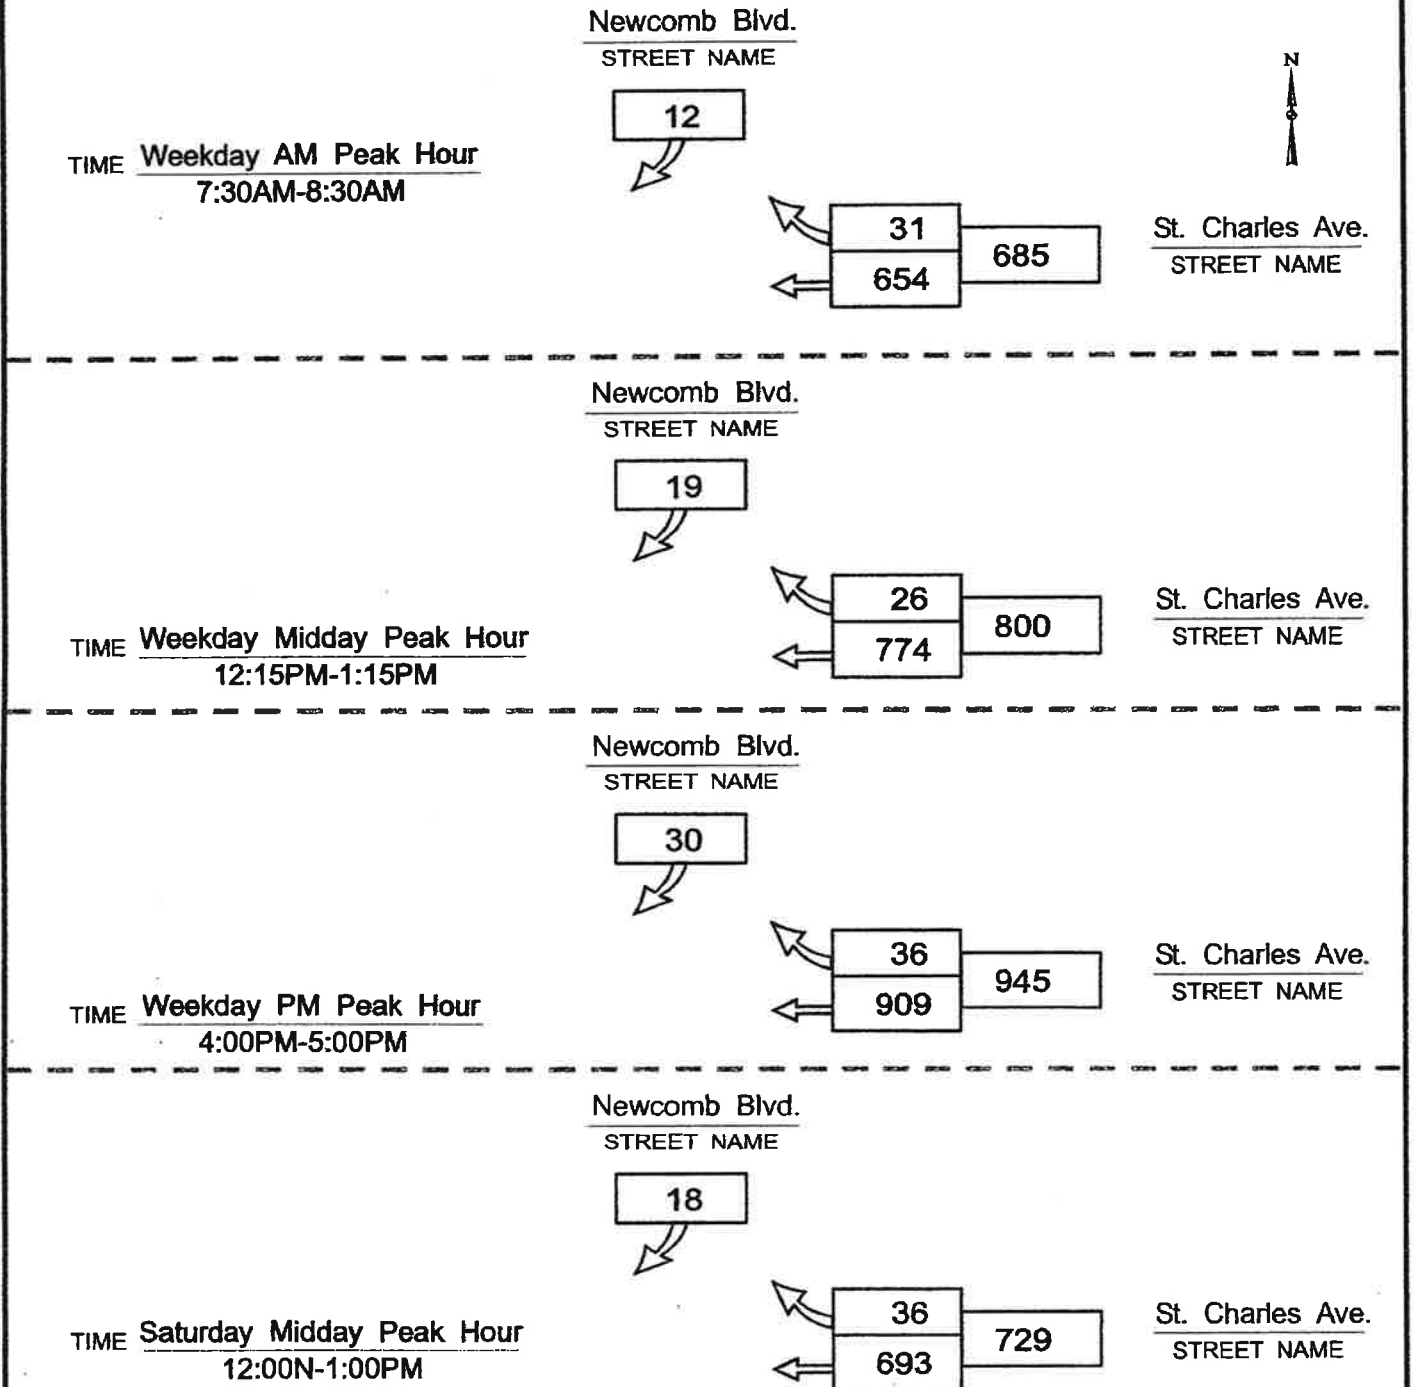 Newcomb Blvd.
STREET NAME
N
12
TIME Weekday AM Peak Hour
7:30AM-8:30AM
31
685
654
St. Charles Ave.
STREET NAME
Newcomb Blvd.
STREET NAME
19
26
800
774
St. Charles Ave.
STREET NAME
TIME Weekday Midday Peak Hour
12:15PM-1:15PM
Newcomb Blvd.
STREET NAME
30
36
945
909
St. Charles Ave.
STREET NAME
TIME Weekday PM Peak Hour
4:00PM-5:00PM
Newcomb Blvd.
STREET NAME
18
36
729
693
St. Charles Ave.
STREET NAME
TIME Saturday Midday Peak Hour
12:00N-1:00PM